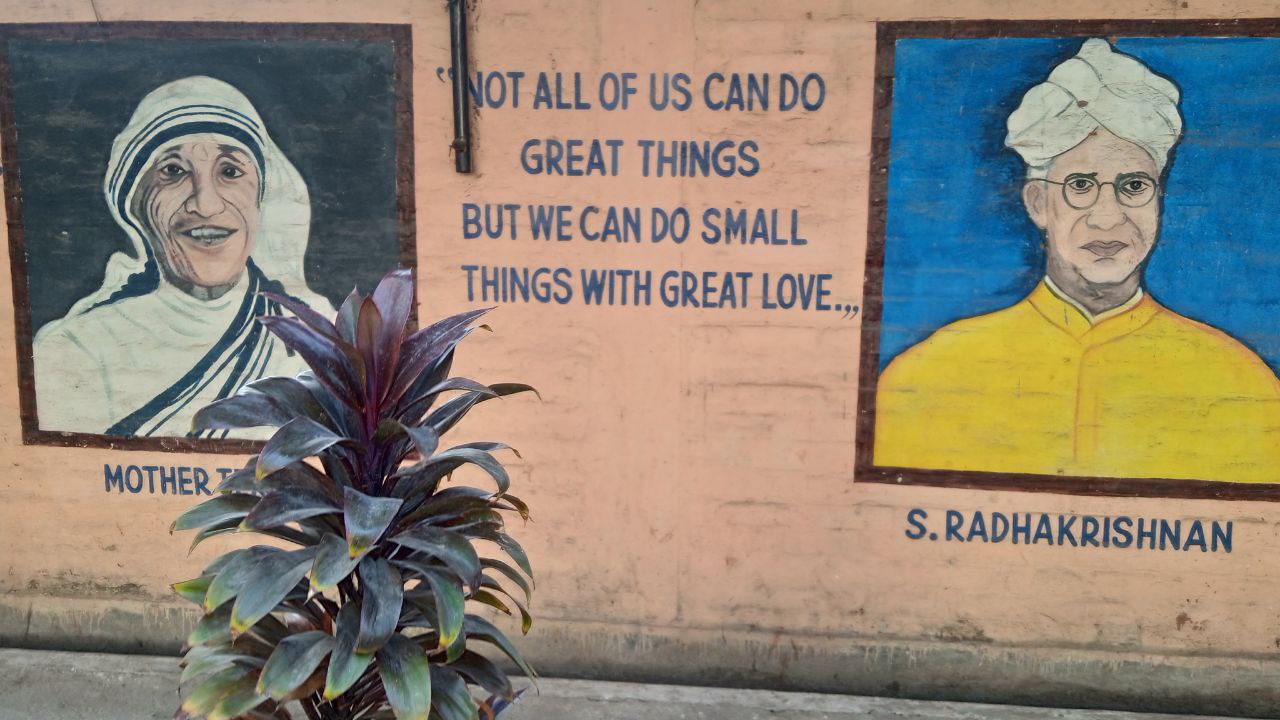 “NOT ALL OF US CAN DO
GREAT THINGS
BUT WE CAN DO SMALL
THINGS WITH GREAT LOVE..„
MOTHER
S. RADHAKRISHNAN